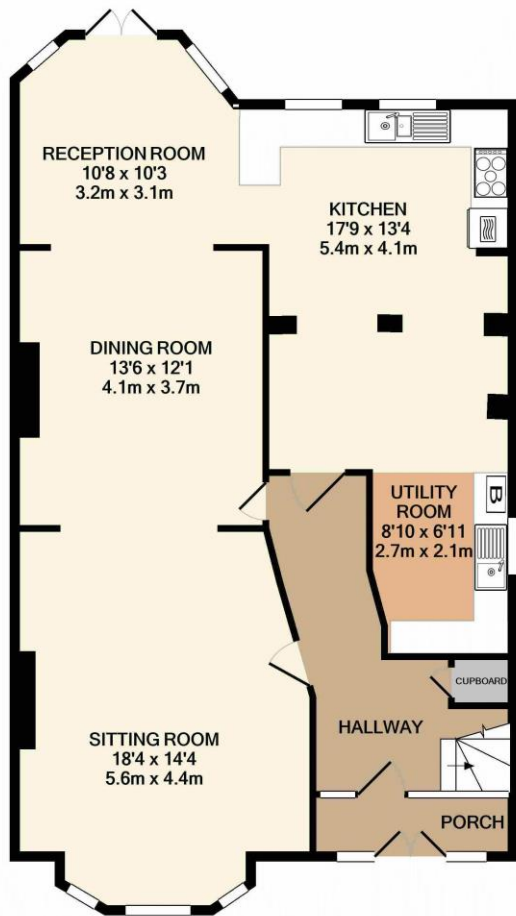 RECEPTION ROOM
10'8 x 10'3
3.2m x 3.1m
KITCHEN
17'9 x 13'4
5.4m x 4.1m
DINING ROOM
13'6 x 12'1
4.1m x 3.7m
UTILITY
ROOM
8'10 x 6'11
2.7m x 2.1m
B
CUPBOARD
HALLWAY
SITTING ROOM
18'4 x 14'4
5.6m x 4.4m
PORCH